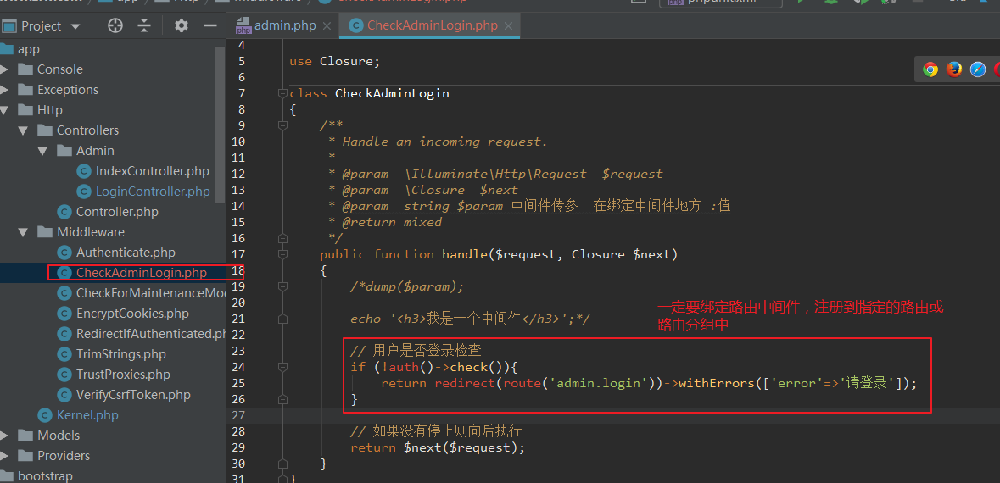 Project
admin.php
CheckAdminLogin.php
app
Console
Exceptions
Http
Controllers
Admin
IndexController.php
LoginController.php
Controller.php
Middleware
Authenticate.php
CheckAdminLogin.php
CheckForMaintenanceMo
EncryptCookies.php
RedirectIfAuthenticated.ph
TrimStrings.php
TrustProxies.php
VerifyCsrfToken.php
Kernel.php
Models
Providers
bootstrap
4
5 use Closure;
6
7 class CheckAdminLogin
8 {
9 /**
10 * Handle an incoming request.
11 *
12 * @param \Illuminate\Http\Request $request
13 * @param \Closure $next
14 * @param string $param 中间件传参 在绑定中间件地方 :值
15 * @return mixed
16 */
17 public function handle($request, Closure $next)
18 {
19 /*dump($param);
20
21 echo '<h3>我是一个中间件</h3>';*/
22
一定要绑定路由中间件，注册到指定的路由或
路由分组中
23 // 用户是否登录检查
24 if (!auth()->check()){
25 return redirect(route('admin.login'))->withErrors(['error'=>'请登录']);
26 }
27
28 // 如果没有停止则向后执行
29 return $next($request);
30 }
31 }